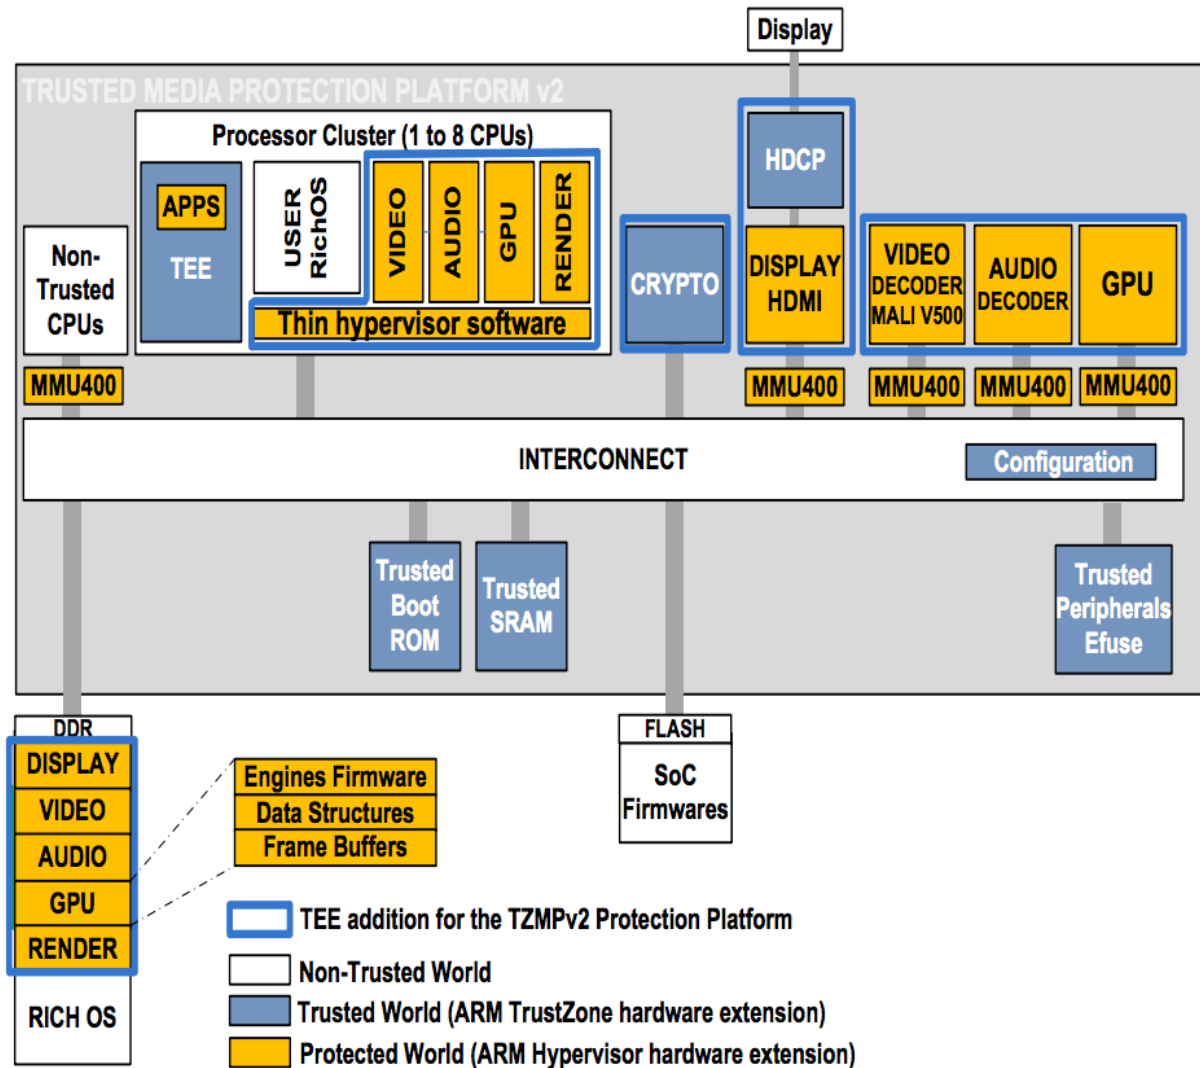 Display
TRUSTED MEDIA PROTECTION PLATFORM v2
Processor Cluster (1 to 8 CPUs)
APPS
TEE
USER
RichOS
VIDEO
AUDIO
GPU
RENDER
Thin hypervisor software
Non-
Trusted
CPUs
MMU400
CRYPTO
HDCP
DISPLAY
HDMI
MMU400
VIDEO
DECODER
MALI V500
MMU400
AUDIO
DECODER
MMU400
GPU
MMU400
INTERCONNECT
Configuration
Trusted
Boot
ROM
Trusted
SRAM
Trusted
Peripherals
Efuse
DDR
DISPLAY
VIDEO
AUDIO
GPU
RENDER
RICH OS
Engines Firmware
Data Structures
Frame Buffers
FLASH
SoC
Firmwares
TEE addition for the TZMPv2 Protection Platform
Non-Trusted World
Trusted World (ARM TrustZone hardware extension)
Protected World (ARM Hypervisor hardware extension)